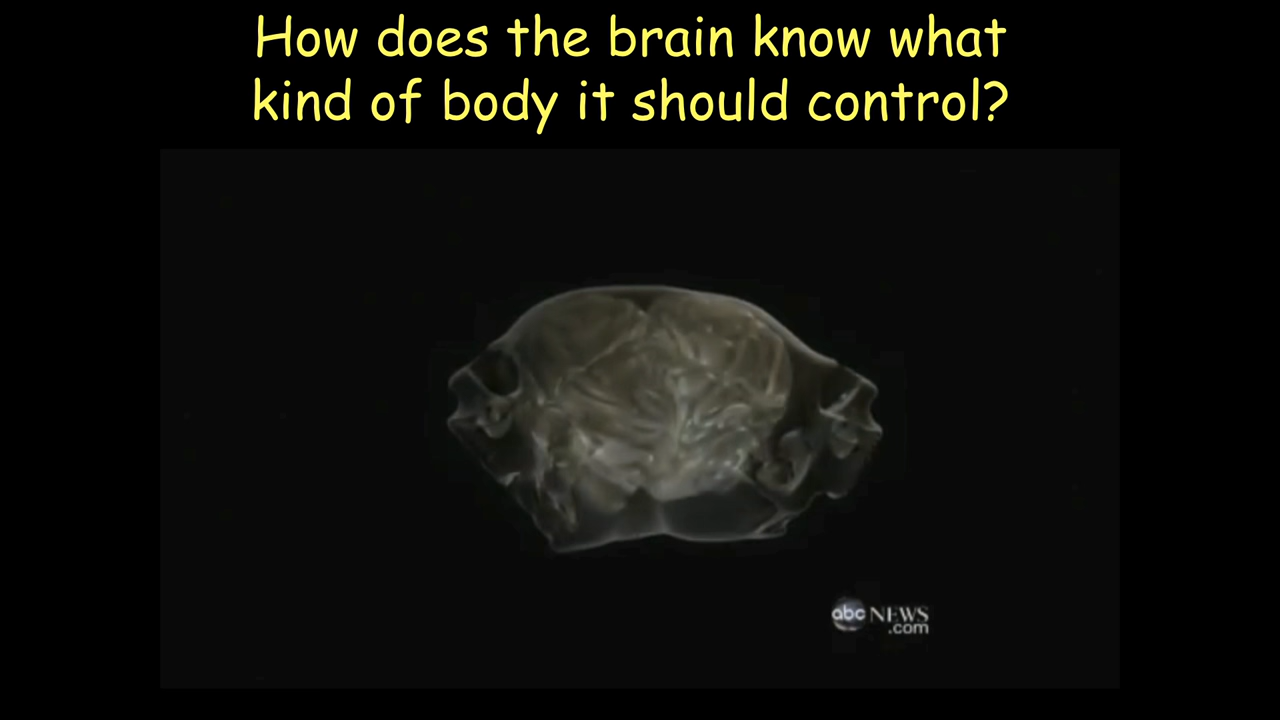 How does the brain know what
kind of body it should control?
abc NEWS
.com